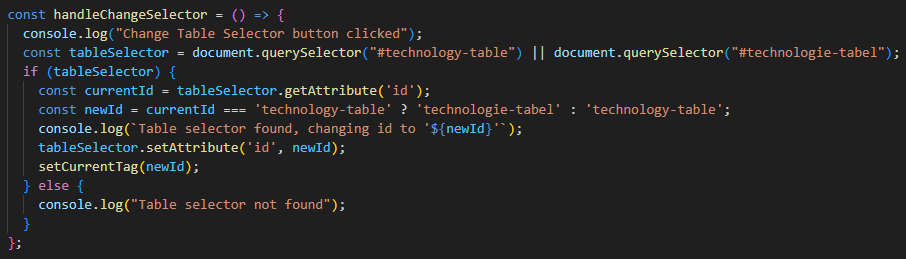 const handleChangeSelector = () => {
console.log("Change Table Selector button clicked");
const tableSelector = document.querySelector("#technology-table") || document.querySelector("#technologie-tabel");
if (tableSelector) {
const currentId = tableSelector.getAttribute('id');
const newId = currentId === 'technology-table' ? 'technologie-tabel' : 'technology-table';
console.log(`Table selector found, changing id to '${newId}'`);
tableSelector.setAttribute('id', newId);
setCurrentTag(newId);
} else {
console.log("Table selector not found");
}
};